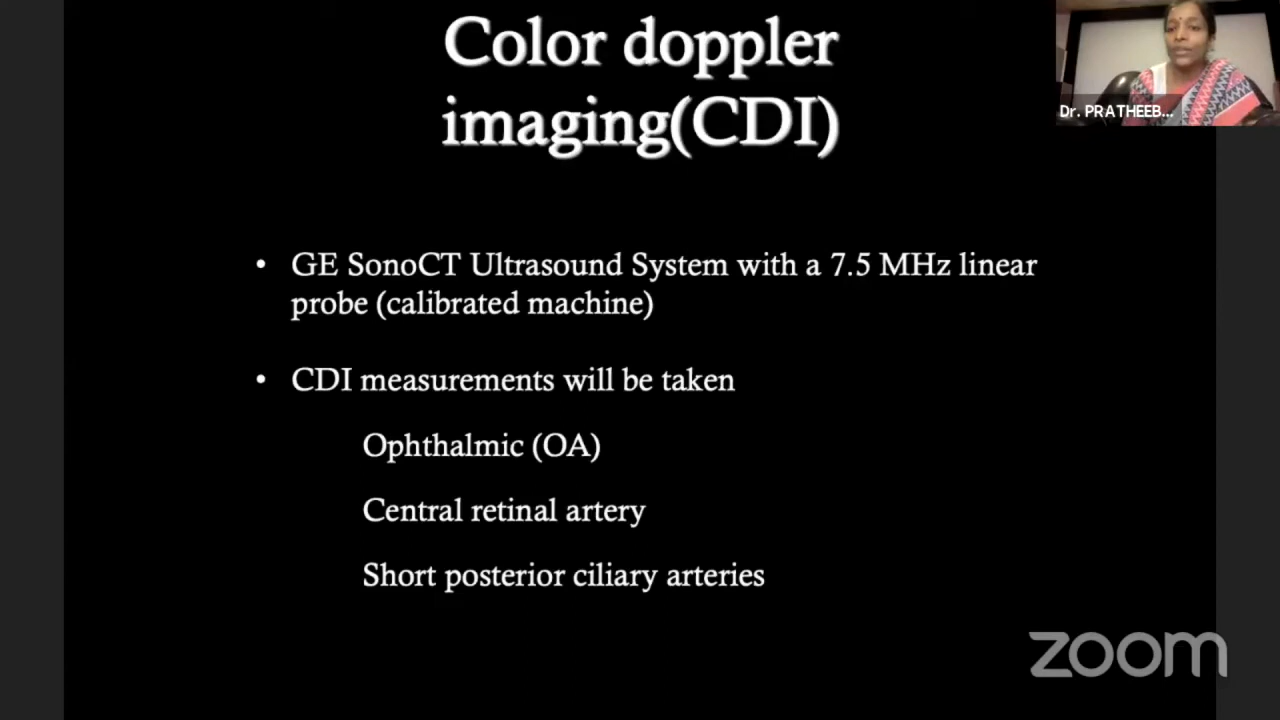 Color doppler
imaging(CDI)
Dr. PRATHEEB...
• GE SonoCT Ultrasound System with a 7.5 MHz linear
probe (calibrated machine)
• CDI measurements will be taken
Ophthalmic (OA)
Central retinal artery
Short posterior ciliary arteries
zoom